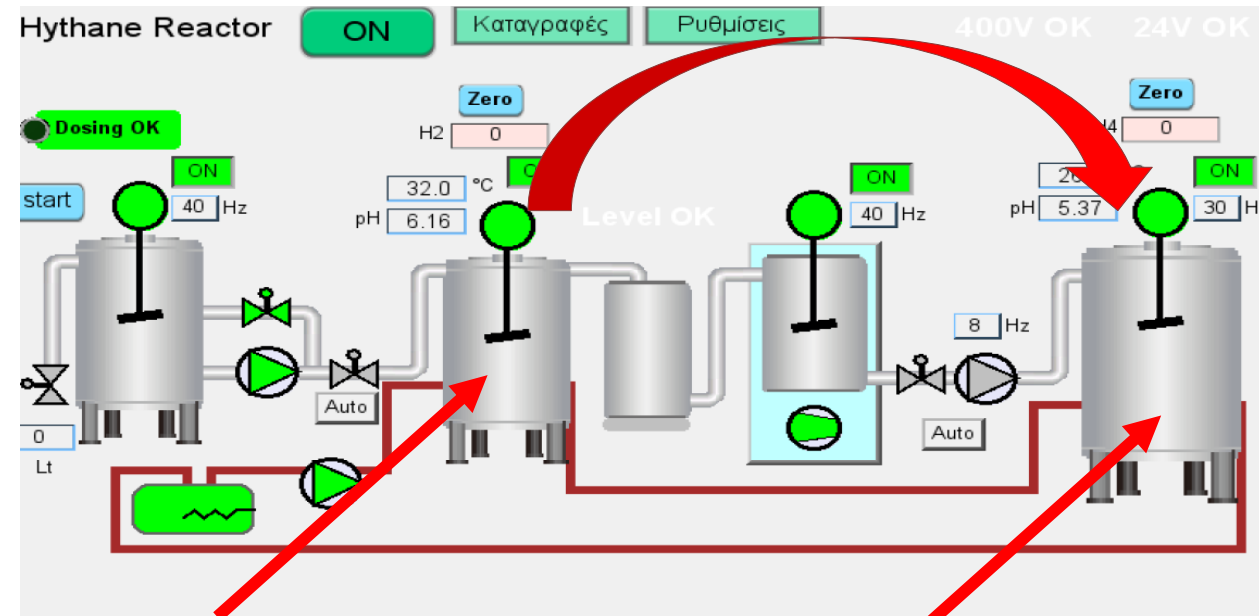 Hythane Reactor
ON
Καταγραφές
Ρυθμίσεις
400V OK
24V OK
Zero
Zero
Dosing OK
H2
0
0
ON
32.0 °C
ON
ON
start
40 Hz
pH 6.16
Level OK
40 Hz
pH 5.37
30
8 Hz
Auto
Auto
0
Lt